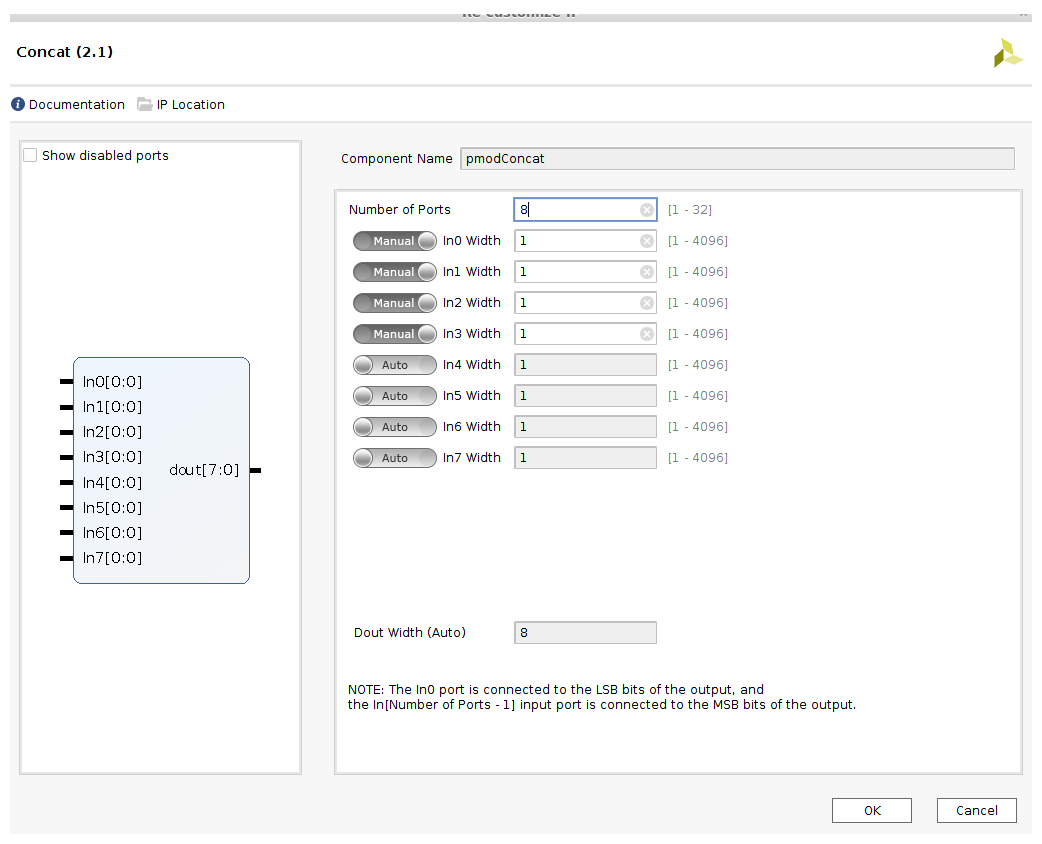 Concat (2.1)
Documentation IP Location
Show disabled ports
Component Name pmodConcat
Number of Ports 8 [1 - 32]
Manual In0 Width 1 [1 - 4096]
Manual In1 Width 1 [1 - 4096]
Manual In2 Width 1 [1 - 4096]
Manual In3 Width 1 [1 - 4096]
Auto In4 Width 1 [1 - 4096]
Auto In5 Width 1 [1 - 4096]
Auto In6 Width 1 [1 - 4096]
Auto In7 Width 1 [1 - 4096]
In0[0:0]
In1[0:0]
In2[0:0]
In3[0:0]
In4[0:0]
In5[0:0]
In6[0:0]
In7[0:0]
dout[7:0]
Dout Width (Auto) 8
NOTE: The In0 port is connected to the LSB bits of the output, and
the In[Number of Ports - 1] input port is connected to the MSB bits of the output.
OK Cancel